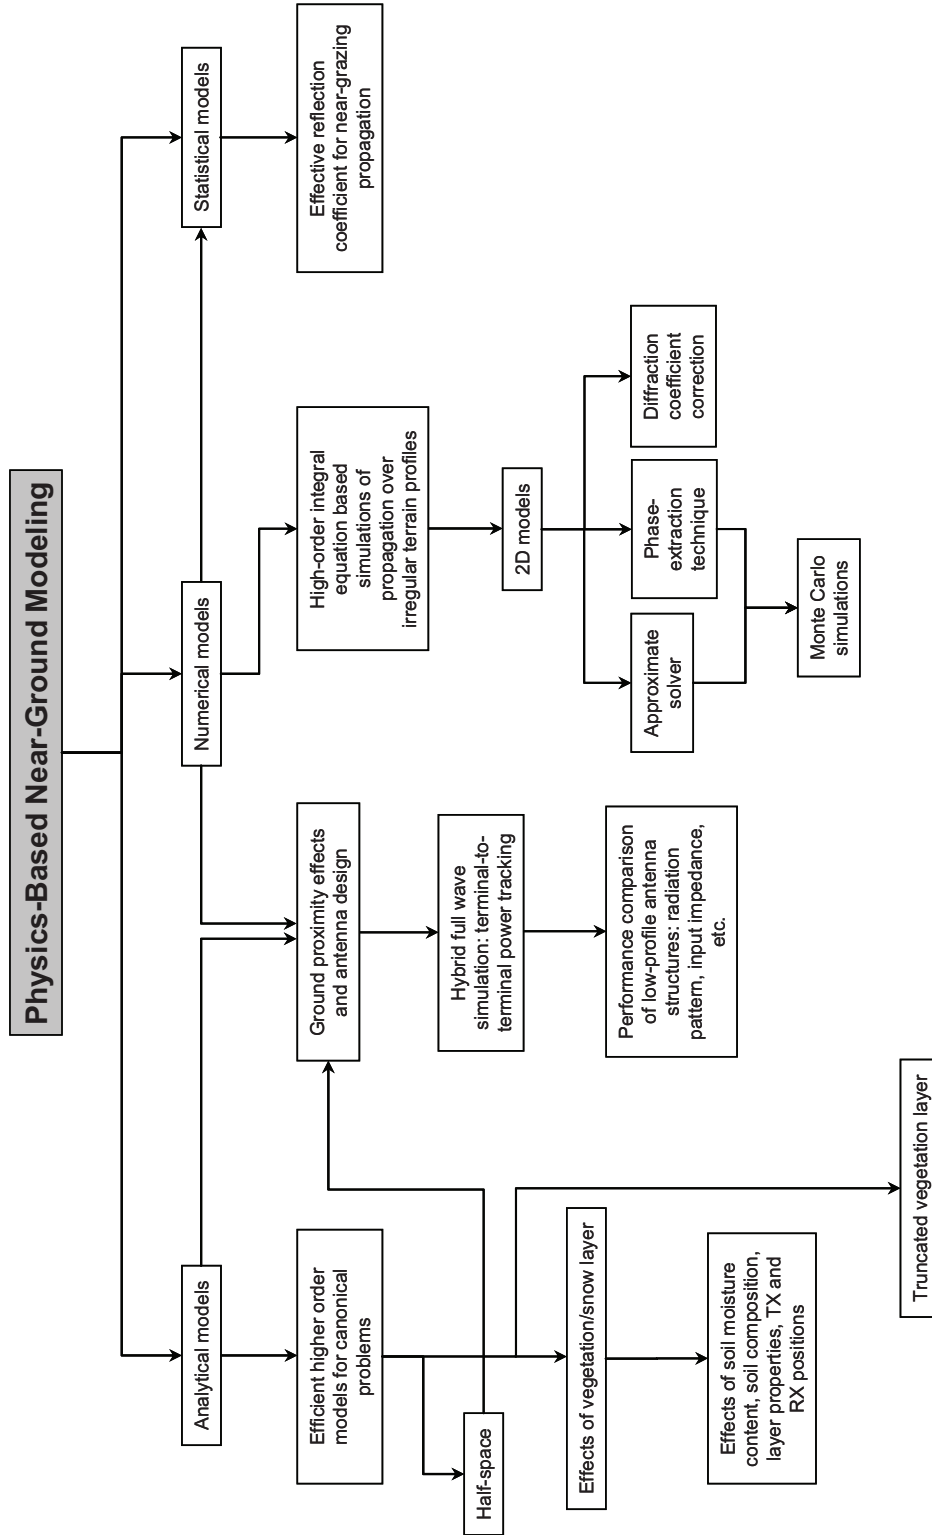 Physics-Based Near-Ground Modeling
Analytical models
Numerical models
Statistical models
Efficient higher order
models for canonical
problems
Ground proximity effects
and antenna design
High-order integral
equation based
simulations of
propagation over
irregular terrain profiles
Effective reflection
coefficient for near-grazing
propagation
Half-space
Hybrid full wave
simulation: terminal-to-
terminal power tracking
2D models
Effects of vegetation/snow layer
Performance comparison
of low-profile antenna
structures: radiation
pattern, input impedance,
etc.
Approximate
solver
Phase-
extraction
technique
Diffraction
coefficient
correction
Effects of soil moisture
content, soil composition,
layer properties, TX and
RX positions
Monte Carlo
simulations
Truncated vegetation layer